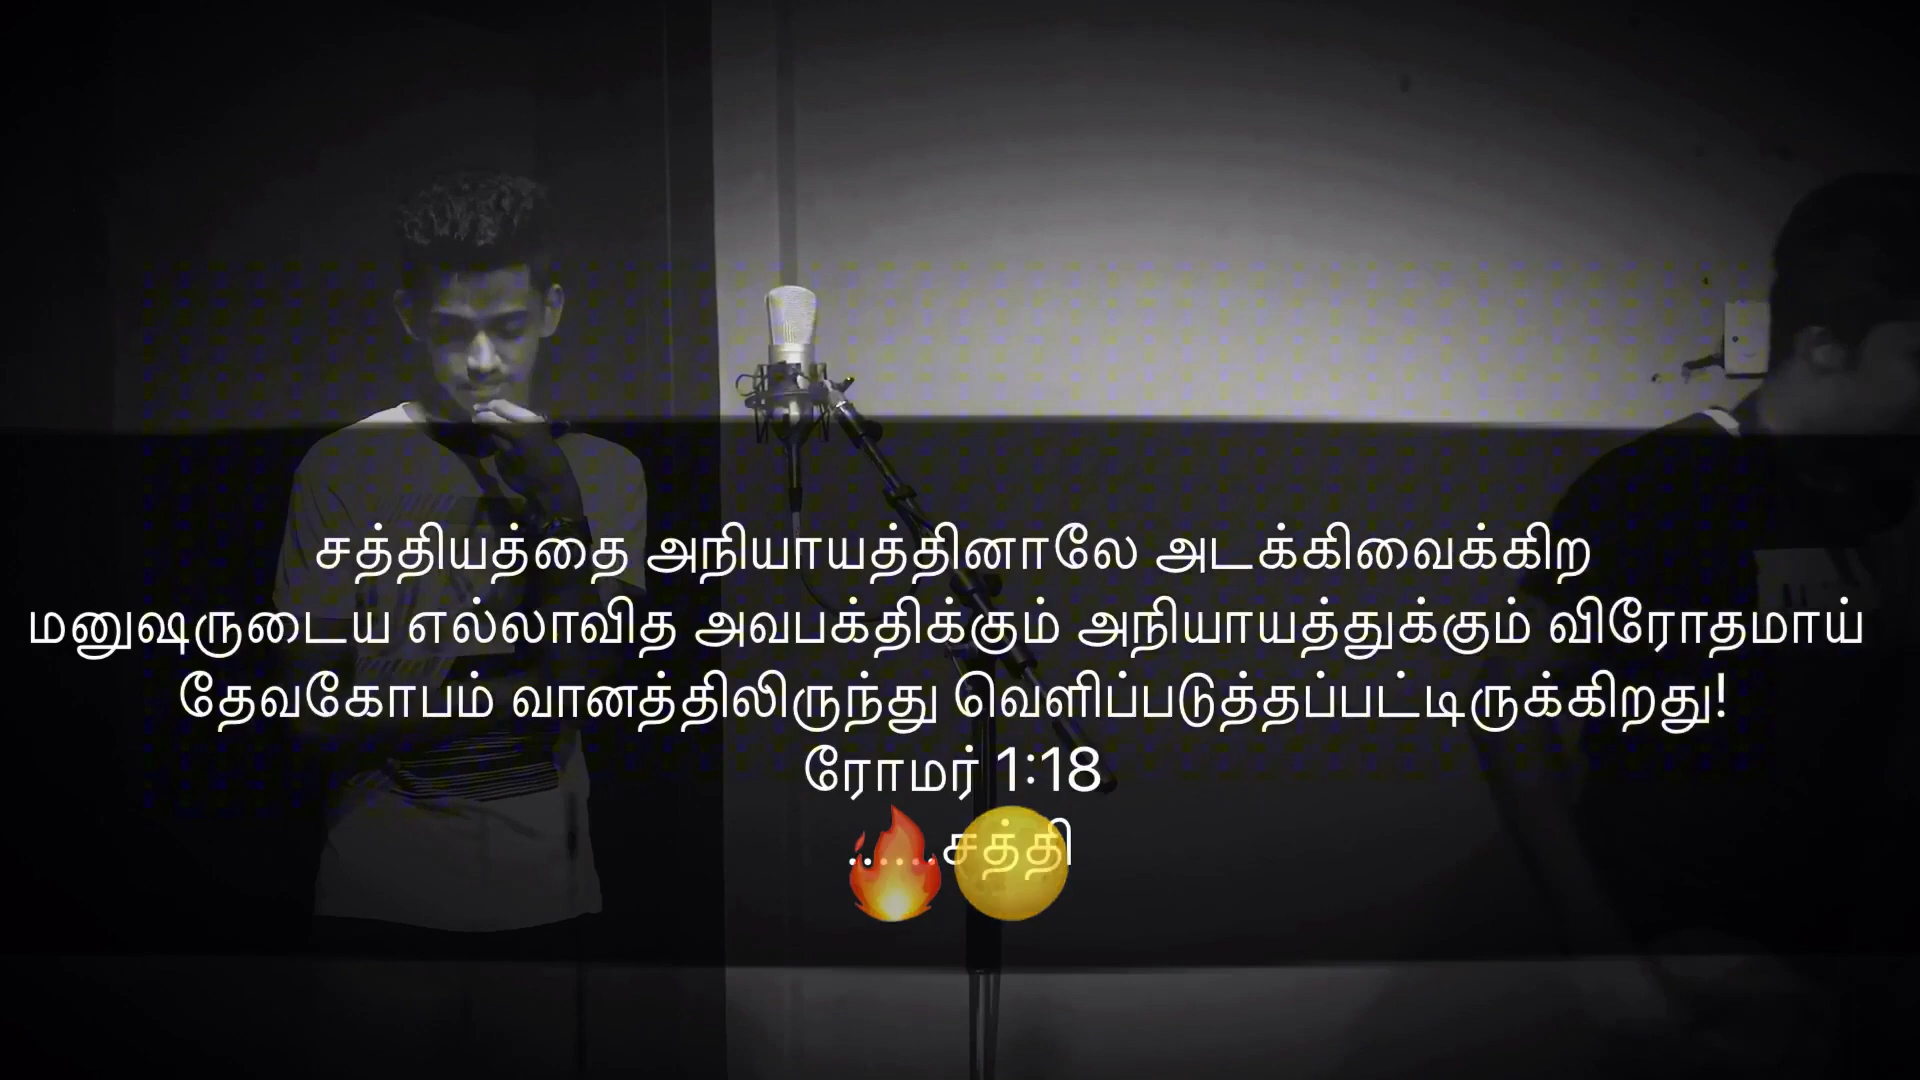 சத்தியத்தை அநியாயத்தினாலே அடக்கிவைக்கிற
மனுஷருடைய எல்லாவித அவபக்திக்கும் அநியாயத்துக்கும் விரோதமாய்
தேவகோபம் வானத்திலிருந்து வெளிப்படுத்தப்பட்டிருக்கிறது!
ரோமர் 1:18
......சத்தி